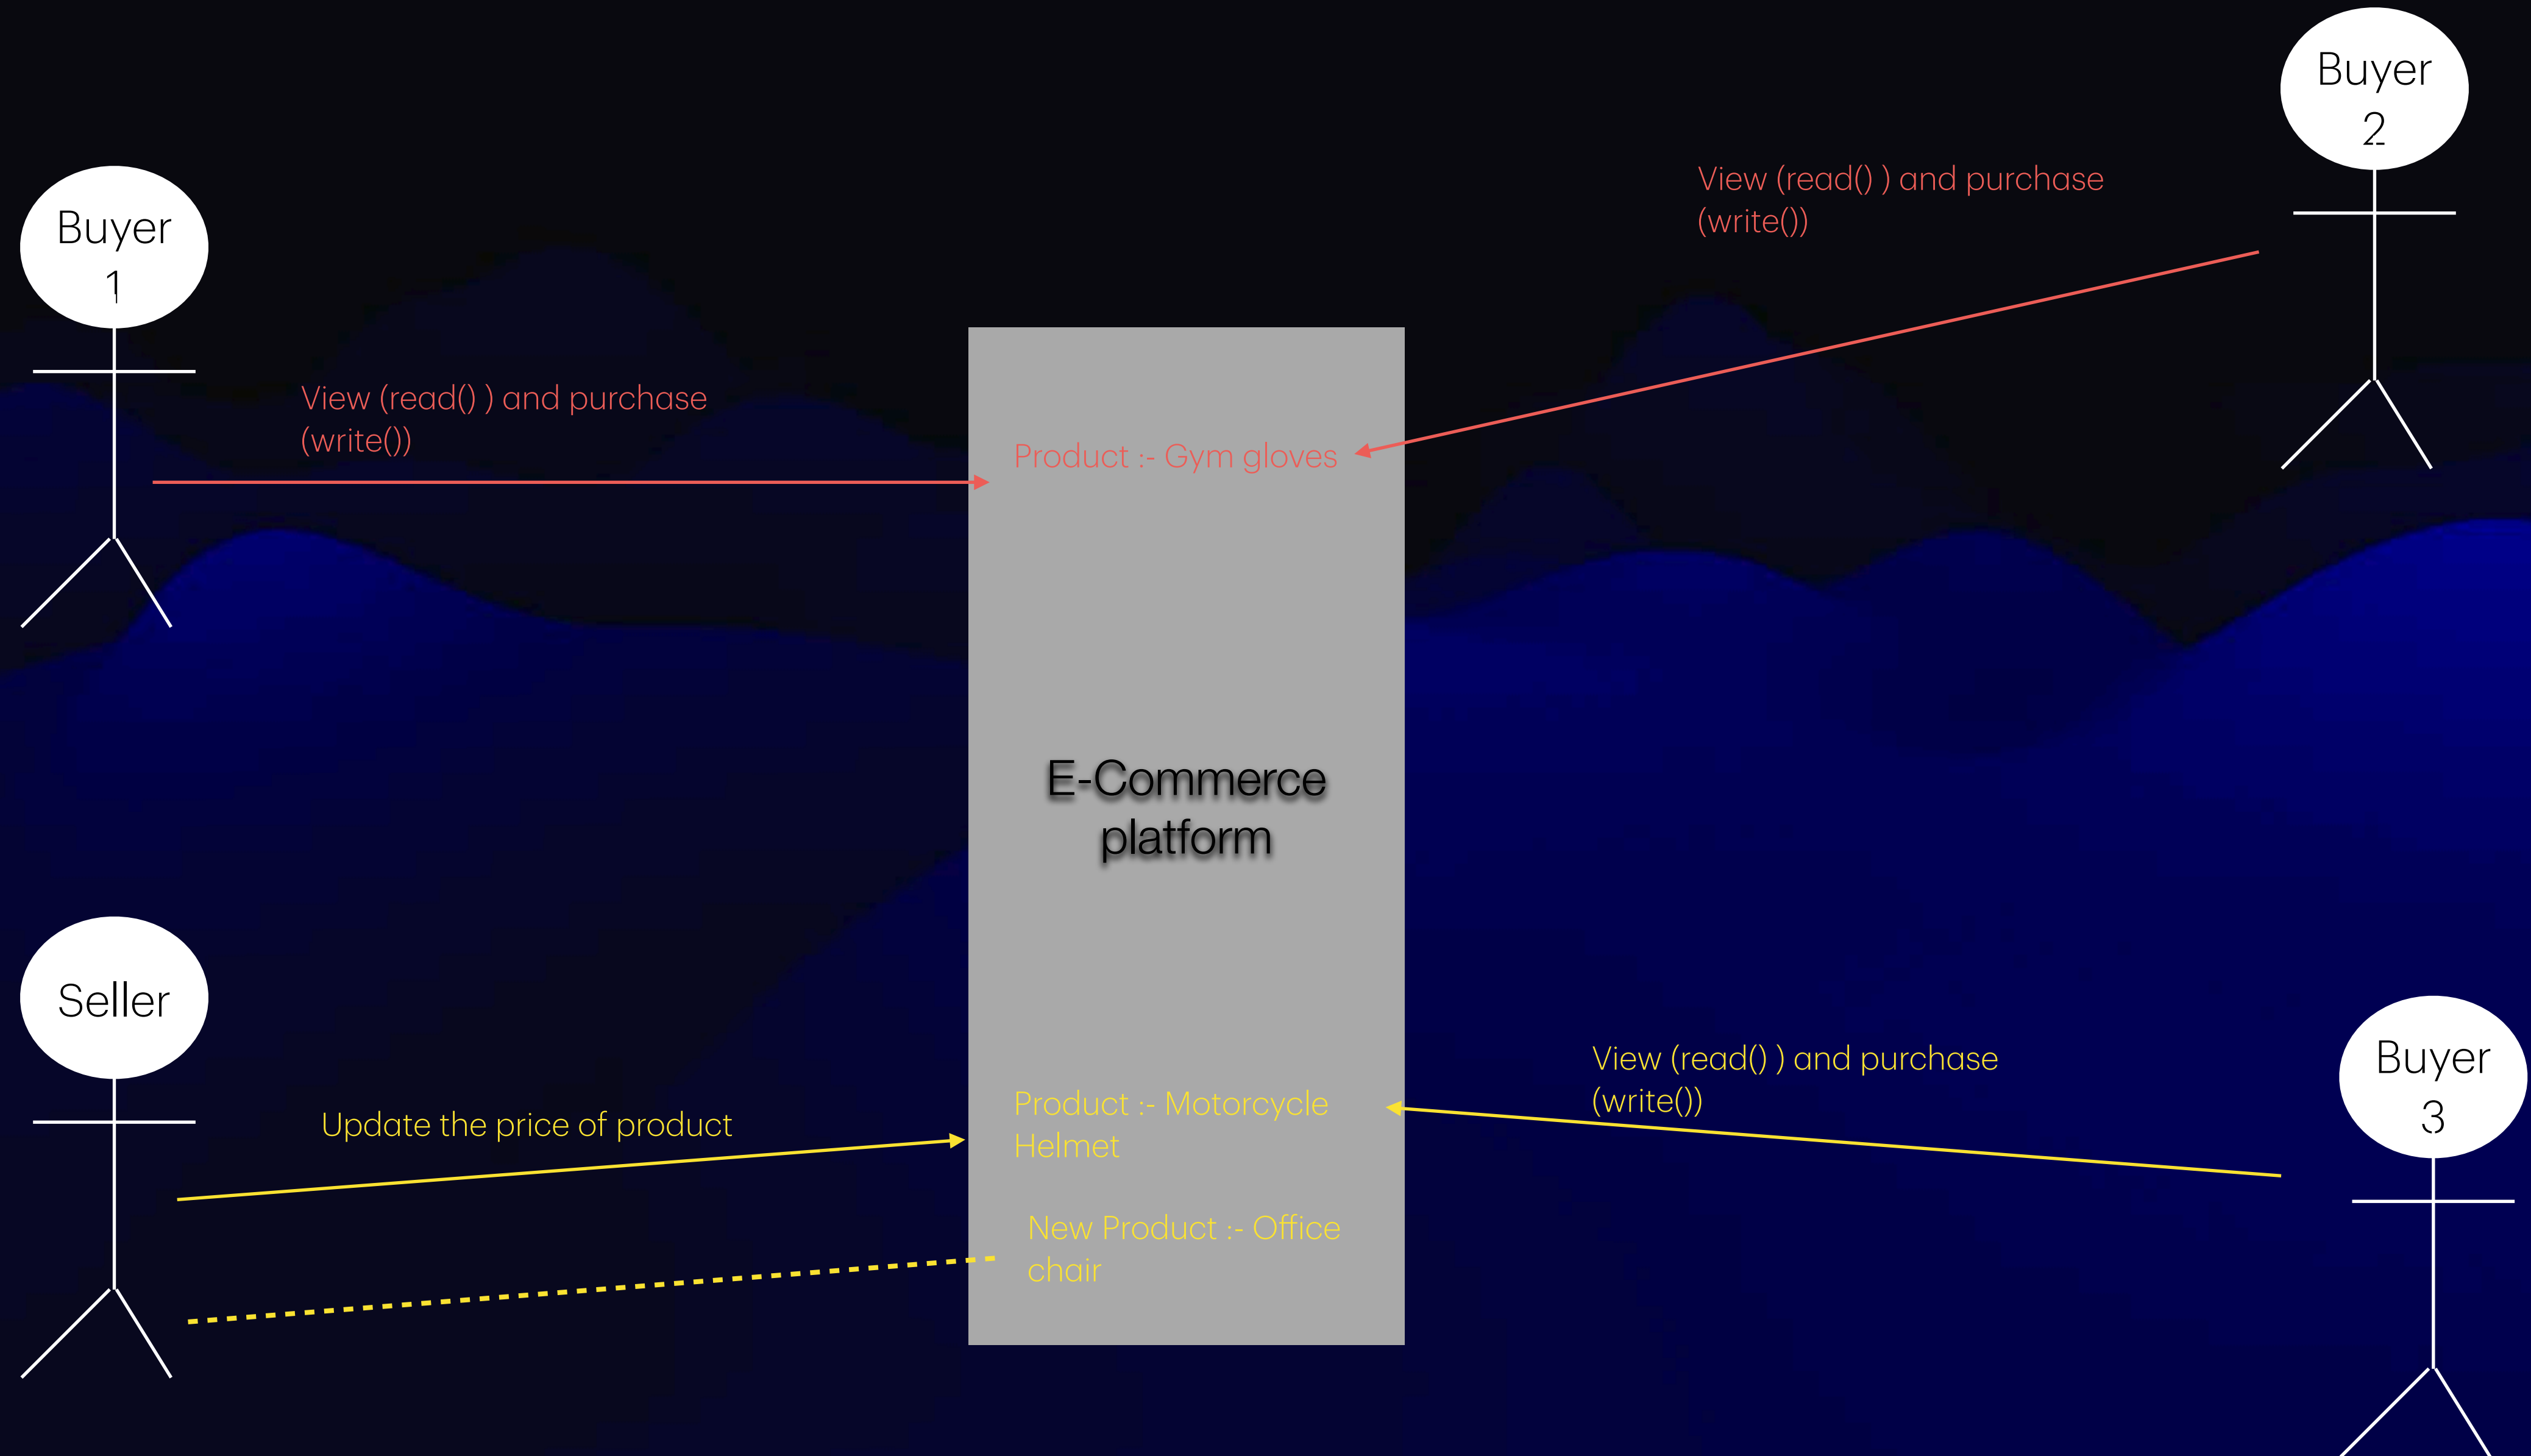 Buyer
2
View (read() ) and purchase
(write())
Buyer
1
View (read() ) and purchase
(write())
Product :- Gym gloves
E-Commerce
platform
Seller
Update the price of product
Product :- Motorcycle
Helmet
New Product :- Office
chair
View (read() ) and purchase
(write())
Buyer
3